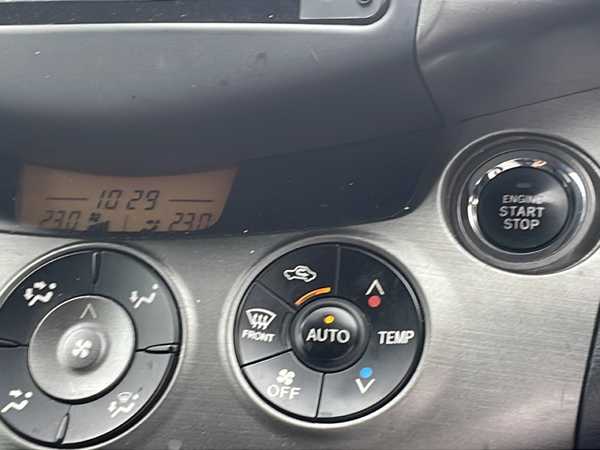 10:29
23.0 23.0
ENGINE
START
STOP
FRONT
AUTO
TEMP
OFF